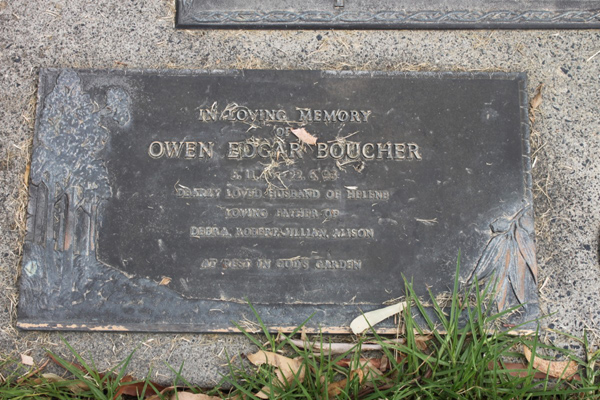 IN LOVING MEMORY
OF
OWEN EDGAR BOUCHER
DEARLY LOVED HUSBAND OF HELENE
LOVING FATHER OF
DEBRA, ROBERT, JILLIAN, ALISON
AT REST IN GOD'S GARDEN